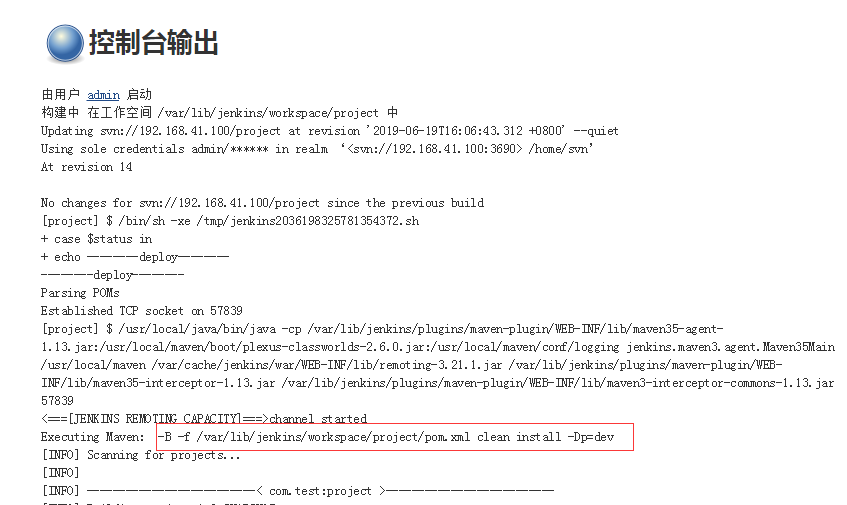 控制台输出
由用户 admin 启动
构建中 在工作空间 /var/lib/jenkins/workspace/project 中
Updating svn://192.168.41.100/project at revision '2019-06-19T16:06:43.312 +0800' --quiet
Using sole credentials admin/****** in realm ‘<svn://192.168.41.100:3690> /home/svn’
At revision 14
No changes for svn://192.168.41.100/project since the previous build
[project] $ /bin/sh -xe /tmp/jenkins2036198325781354372.sh
+ case $status in
+ echo --------deploy--------
--------deploy--------
Parsing POMs
Established TCP socket on 57839
[project] $ /usr/local/java/bin/java -cp /var/lib/jenkins/plugins/maven-plugin/WEB-INF/lib/maven35-agent-
1.13.jar:/usr/local/maven/boot/plexus-classworlds-2.6.0.jar:/usr/local/maven/conf/logging jenkins.maven3.agent.Maven35Main
/usr/local/maven /var/cache/jenkins/war/WEB-INF/lib/remoting-3.21.1.jar /var/lib/jenkins/plugins/maven-plugin/WEB-
INF/lib/maven35-interceptor-1.13.jar /var/lib/jenkins/plugins/maven-plugin/WEB-INF/lib/maven3-interceptor-commons-1.13.jar
57839
<===[JENKINS REMOTING CAPACITY]===>channel started
Executing Maven: -B -f /var/lib/jenkins/workspace/project/pom.xml clean install -Dp=dev
[INFO] Scanning for projects...
[INFO]
[INFO] --------------------------< com.test:project >--------------------------